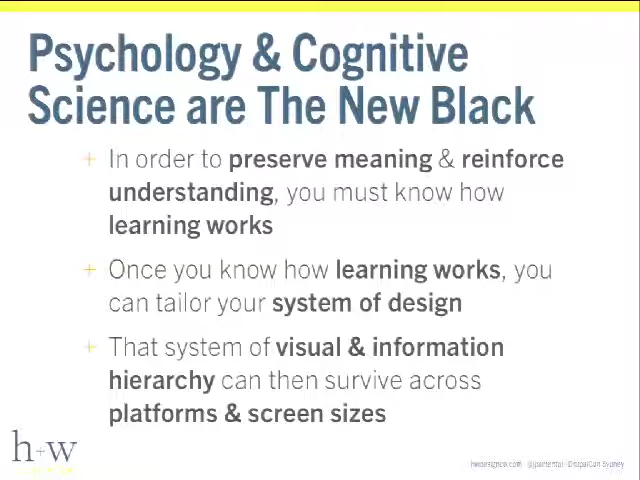 Psychology & Cognitive
Science are The New Black
+ In order to preserve meaning & reinforce
understanding, you must know how
learning works
+ Once you know how learning works, you
can tailor your system of design
+ That system of visual & information
hierarchy can then survive across
platforms & screen sizes
h+w
hwdesignco.com · @jpamental · DrupalCon Sydney